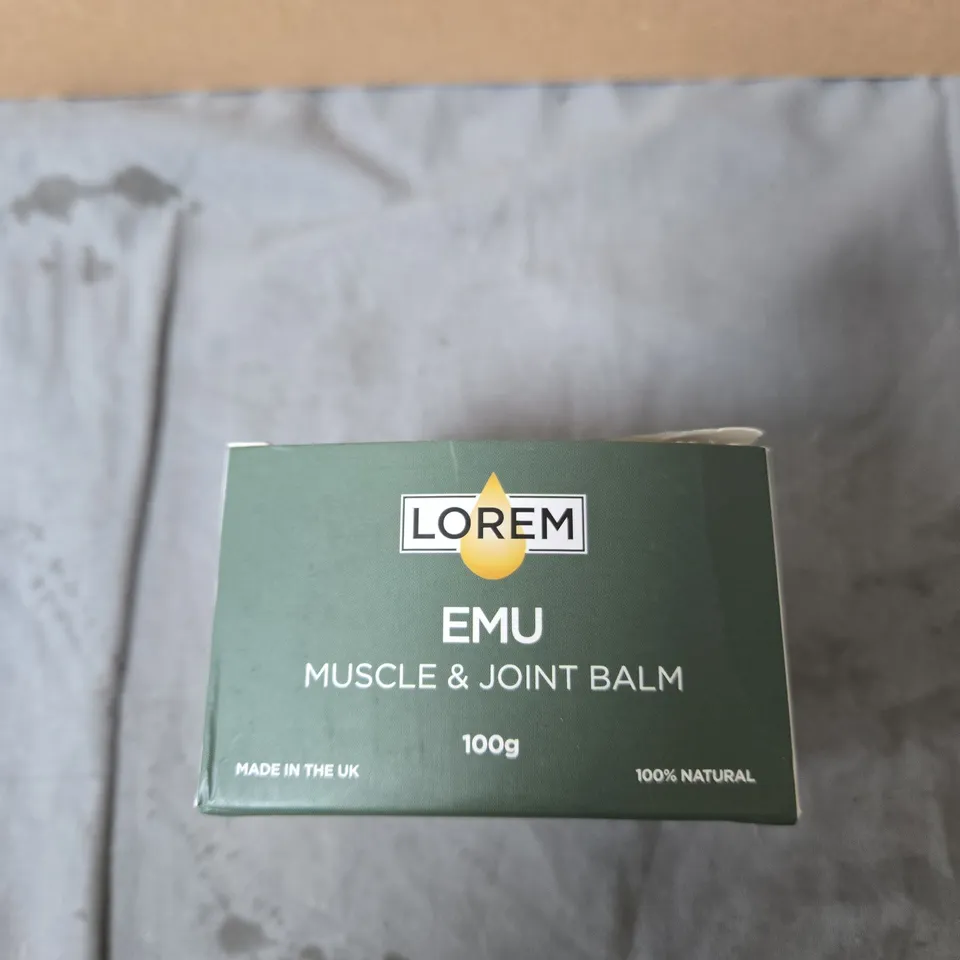 LOREM
EMU
MUSCLE & JOINT BALM
100g
MADE IN THE UK
100% NATURAL